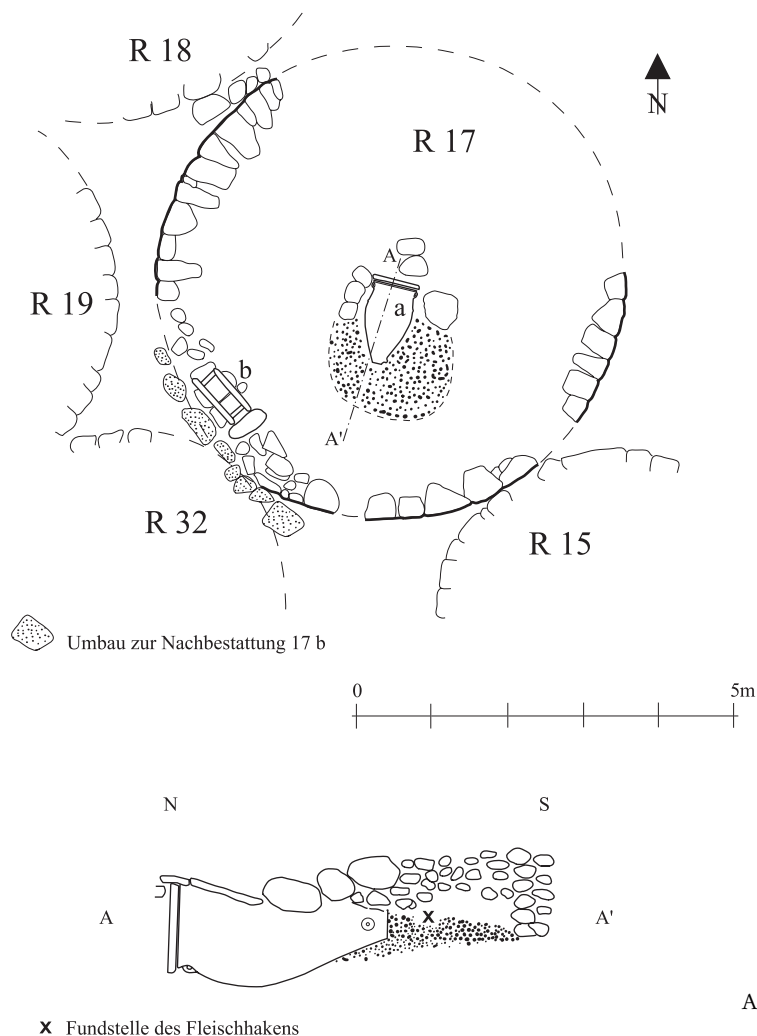 R 18
N
R 17
A
a
R 19
b
A'
R 32
R 15
Umbau zur Nachbestattung 17 b
0 5m
N S
A A'
x
A
x Fundstelle des Fleischhakens